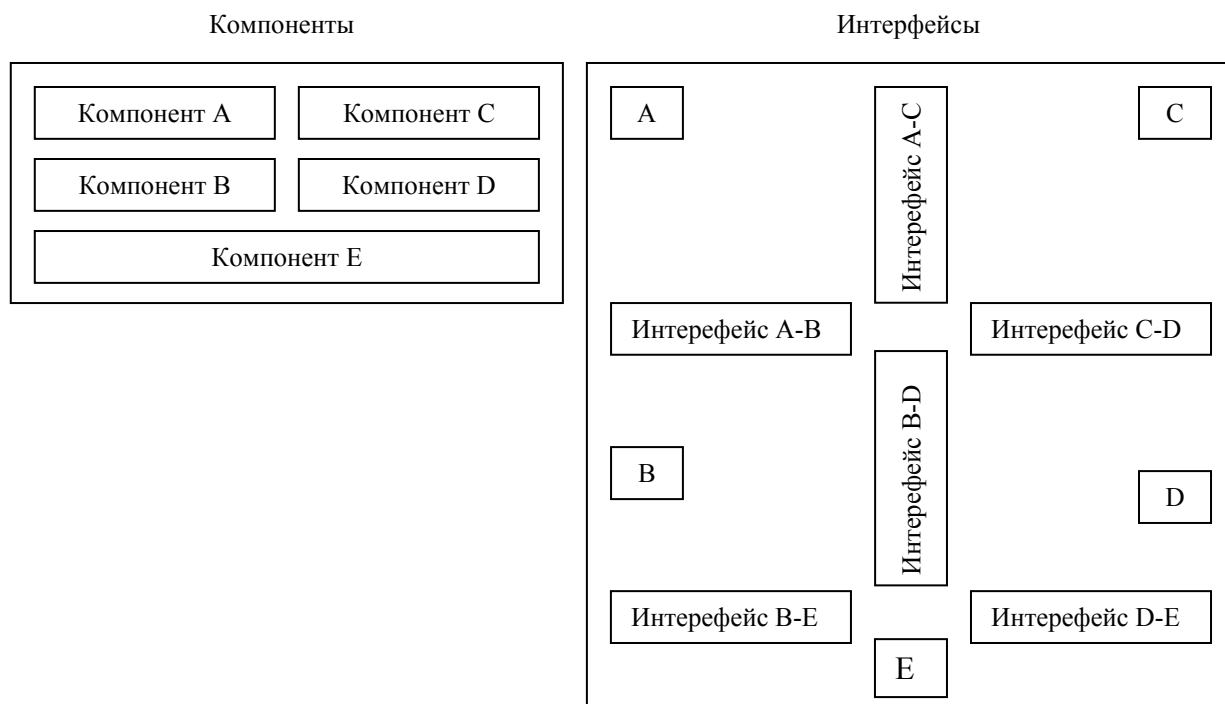 Компоненты
Компонент A
Компонент C
Компонент B
Компонент D
Компонент E
Интерфейсы
A
Интерефейс A-C
C
Интерефейс A-B
Интерефейс C-D
B
Интерефейс B-D
D
Интерефейс B-E
Интерефейс D-E
E